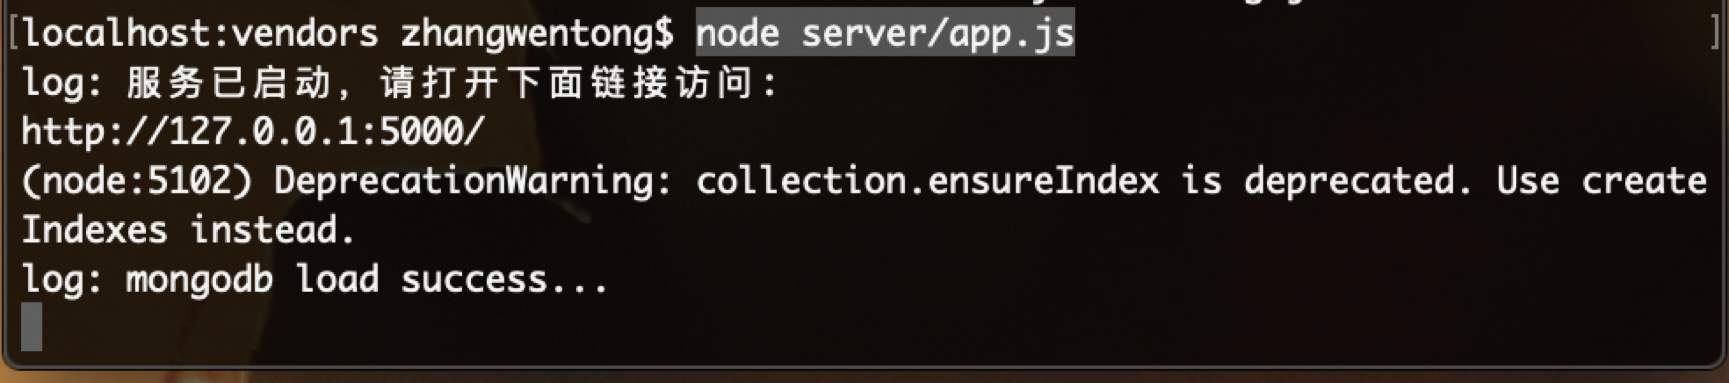 [localhost:vendors zhangwentong$ node server/app.js ]
log: 服务已启动，请打开下面链接访问：
http://127.0.0.1:5000/
(node:5102) DeprecationWarning: collection.ensureIndex is deprecated. Use create
Indexes instead.
log: mongodb load success...